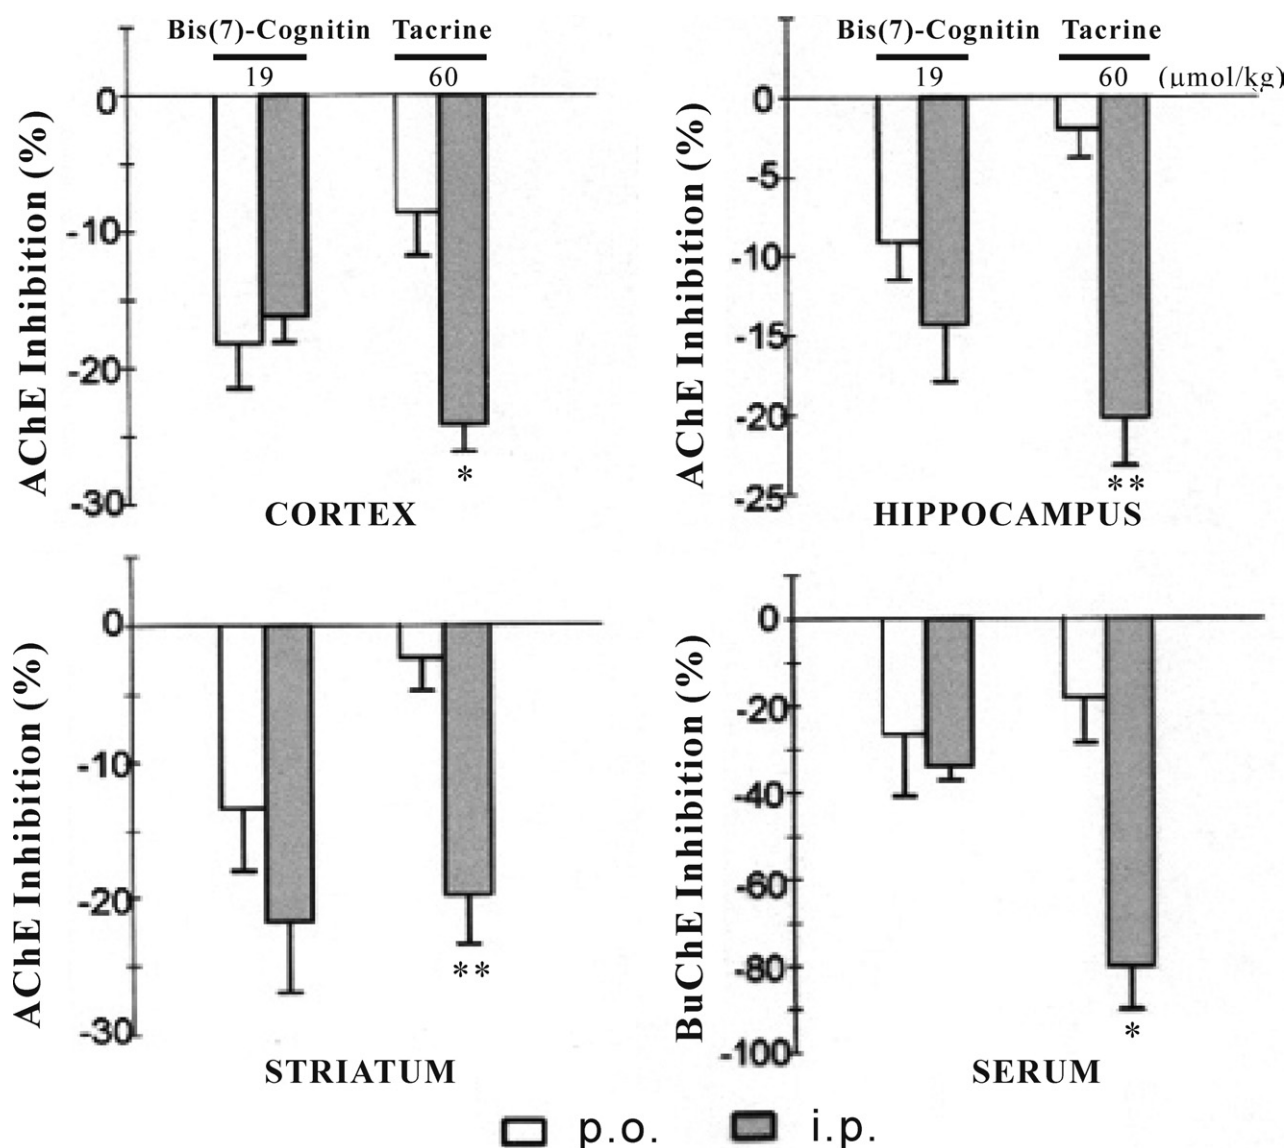 Bis(7)-Cognitin Tacrine
19 60
AChE Inhibition (%)
0
-10
-20
-30
*
CORTEX
Bis(7)-Cognitin Tacrine
19 60 (μmol/kg)
AChE Inhibition (%)
0
-5
-10
-15
-20
-25
**
HIPPOCAMPUS
AChE Inhibition (%)
0
-10
-20
-30
**
STRIATUM
BuChE Inhibition (%)
0
-20
-40
-60
-80
-100
*
SERUM
p.o. i.p.